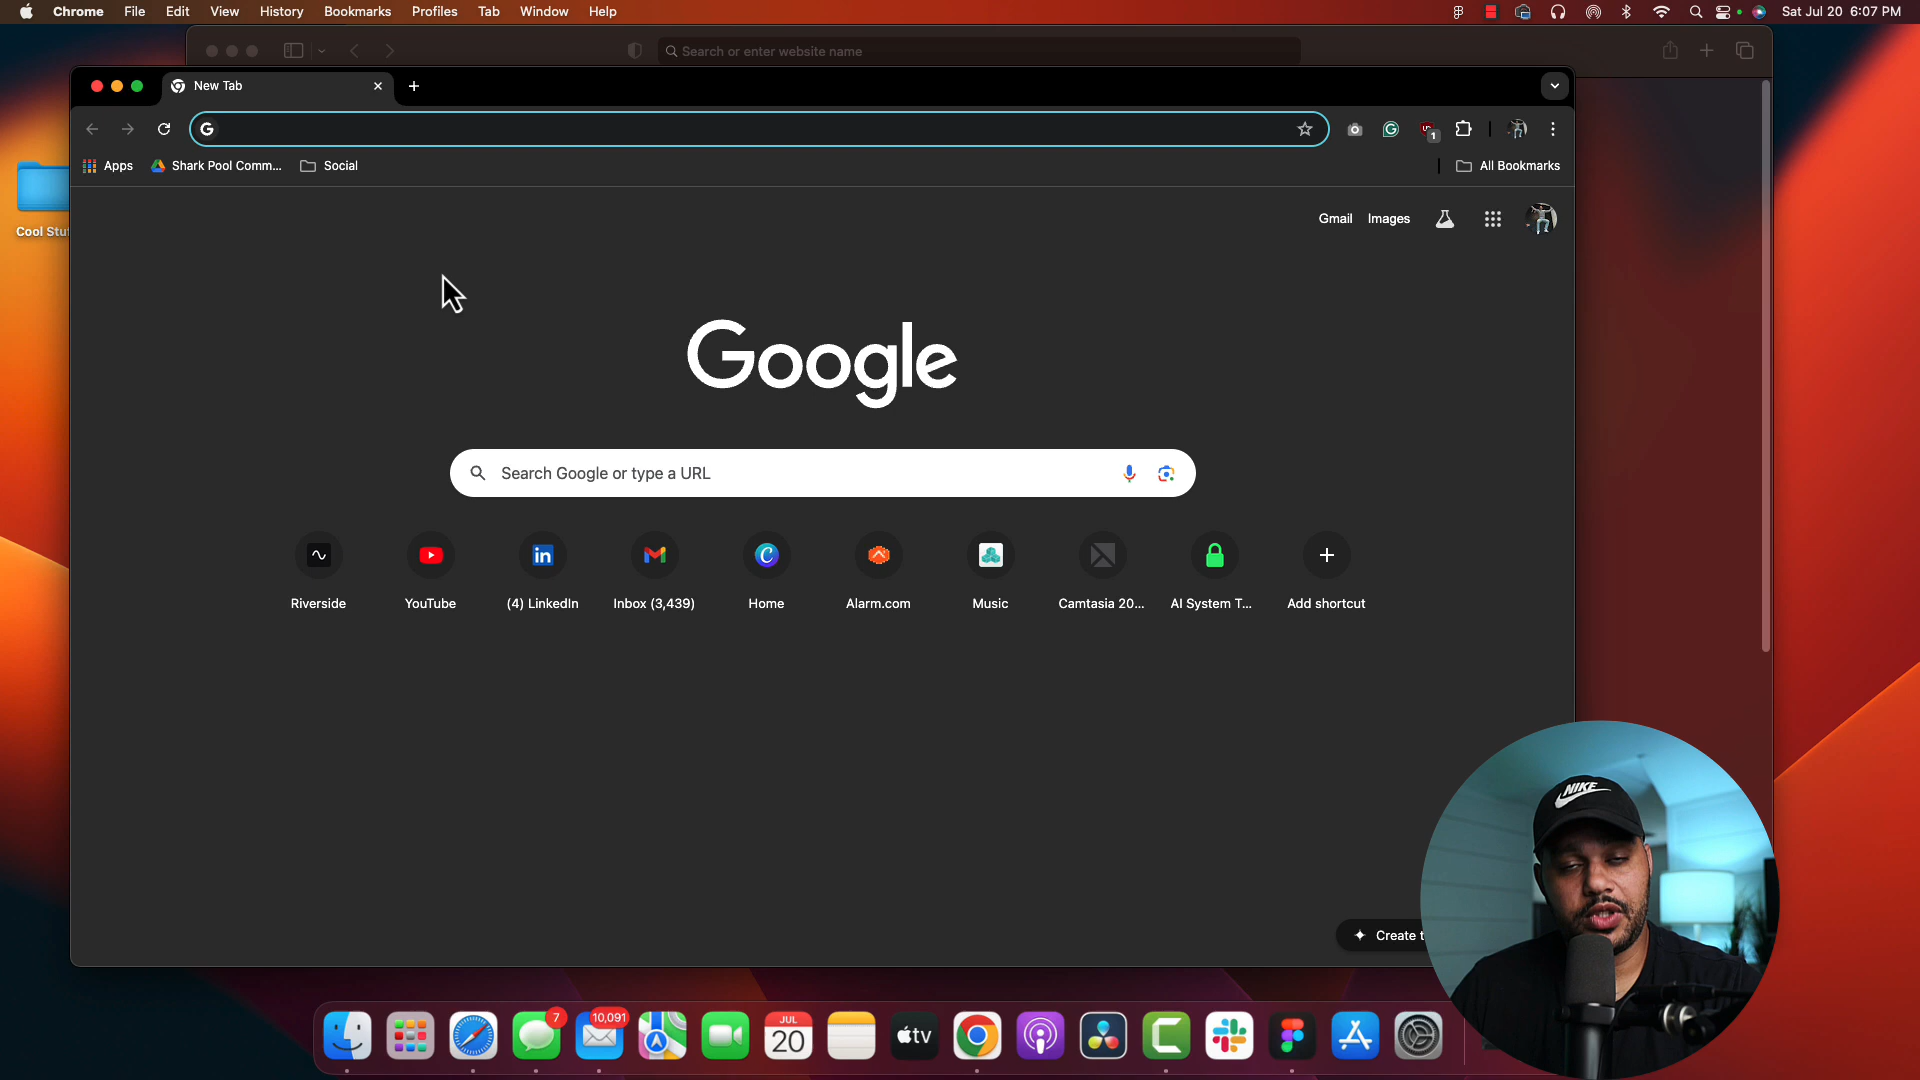 Chrome File Edit View History Bookmarks Profiles Tab Window Help
Sat Jul 20 6:07 PM
Search or enter website name
New Tab
Apps Shark Pool Comm... Social
All Bookmarks
Gmail Images
Cool Stu
Google
Search Google or type a URL
Riverside YouTube (4) LinkedIn Inbox (3,439) Home Alarm.com Music Camtasia 20... AI System T... Add shortcut
NIKE
Create t
7 10,091 JUL
20 tv